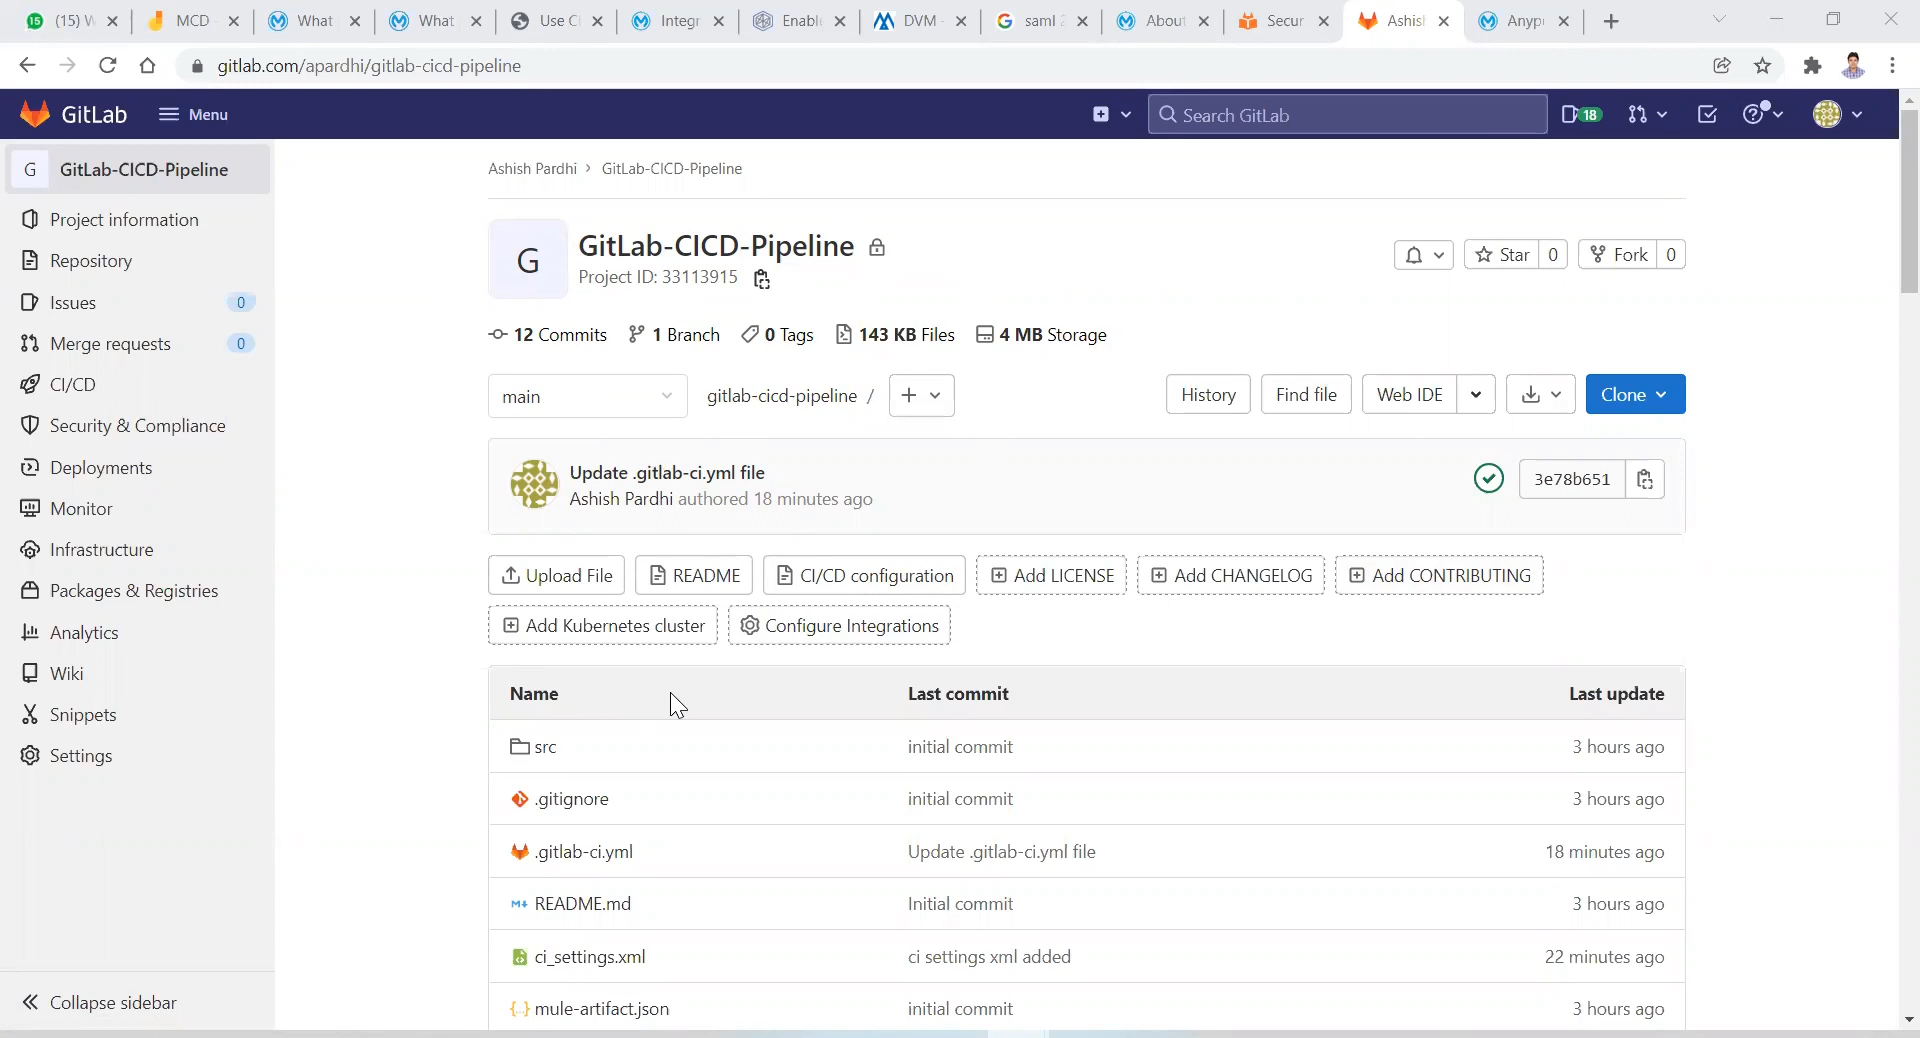 (15) W
MCD
What
What
Use C
Integr
Enabl
DVM
saml 2
About
Secur
Ashis
Anyp
gitlab.com/apardhi/gitlab-cicd-pipeline
GitLab
Menu
Search GitLab
18
G GitLab-CICD-Pipeline
Project information
Repository
Issues 0
Merge requests 0
CI/CD
Security & Compliance
Deployments
Monitor
Infrastructure
Packages & Registries
Analytics
Wiki
Snippets
Settings
Collapse sidebar
Ashish Pardhi › GitLab-CICD-Pipeline
G
GitLab-CICD-Pipeline
Project ID: 33113915
Star 0
Fork 0
12 Commits 1 Branch 0 Tags 143 KB Files 4 MB Storage
main
gitlab-cicd-pipeline /
History
Find file
Web IDE
Clone
Update .gitlab-ci.yml file
Ashish Pardhi authored 18 minutes ago
3e78b651
Upload File
README
CI/CD configuration
Add LICENSE
Add CHANGELOG
Add CONTRIBUTING
Add Kubernetes cluster
Configure Integrations
Name Last commit Last update
src initial commit 3 hours ago
.gitignore initial commit 3 hours ago
.gitlab-ci.yml Update .gitlab-ci.yml file 18 minutes ago
README.md Initial commit 3 hours ago
ci_settings.xml ci settings xml added 22 minutes ago
mule-artifact.json initial commit 3 hours ago